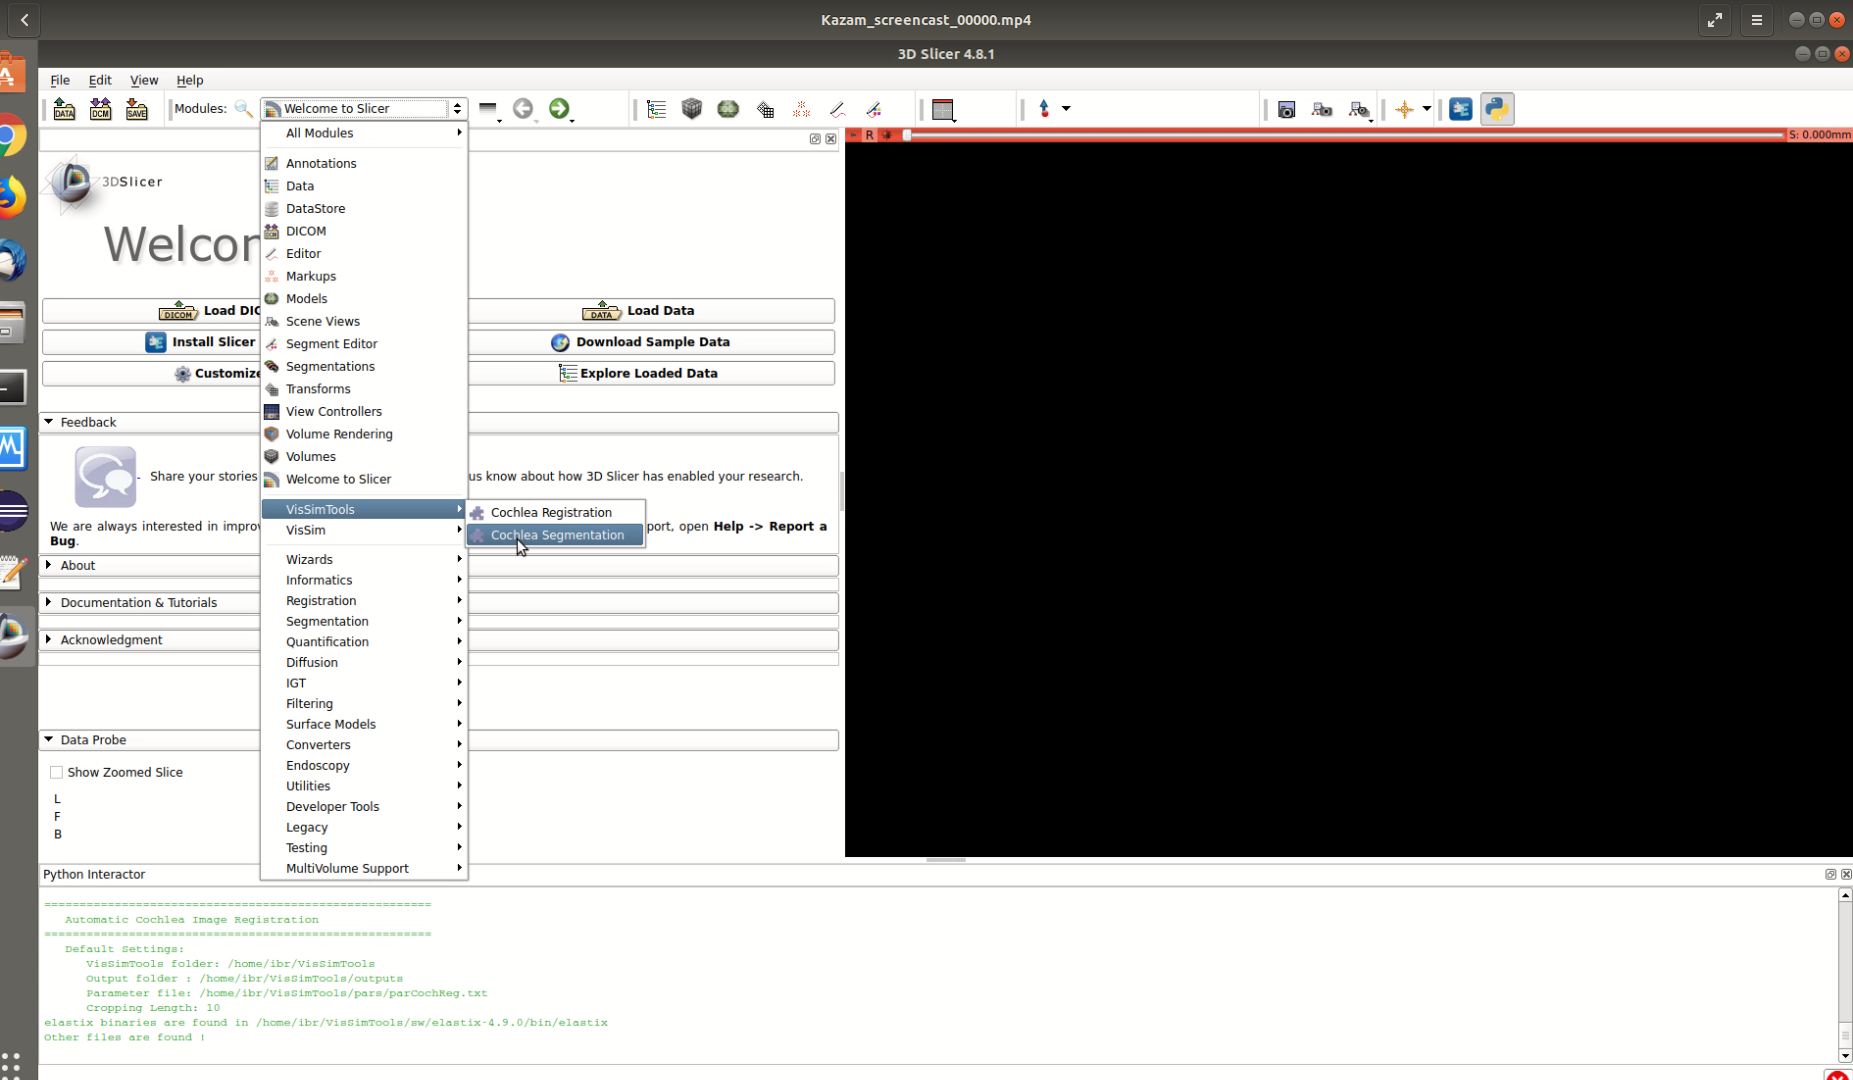 Kazam_screencast_00000.mp4
3D Slicer 4.8.1
File Edit View Help
DATA DCM SAVE Modules: Welcome to Slicer
R S: 0.000mm
3DSlicer
Welcom
All Modules
Annotations
Data
DataStore
DICOM
Editor
Markups
Models
Scene Views
Segment Editor
Segmentations
Transforms
View Controllers
Volume Rendering
Volumes
Welcome to Slicer
VisSimTools
VisSim
Wizards
Informatics
Registration
Segmentation
Quantification
Diffusion
IGT
Filtering
Surface Models
Converters
Endoscopy
Utilities
Developer Tools
Legacy
Testing
MultiVolume Support
Cochlea Registration
Cochlea Segmentation
DICOM Load DIC
DATA Load Data
Install Slicer
Download Sample Data
Customize
Explore Loaded Data
Feedback
Share your stories us know about how 3D Slicer has enabled your research.
We are always interested in improv port, open Help -> Report a
Bug.
About
Documentation & Tutorials
Acknowledgment
Data Probe
Show Zoomed Slice
L
F
B
Python Interactor
=======================================================
Automatic Cochlea Image Registration
=======================================================
Default Settings:
VisSimTools folder: /home/ibr/VisSimTools
Output folder : /home/ibr/VisSimTools/outputs
Parameter file: /home/ibr/VisSimTools/pars/parCochReg.txt
Cropping Length: 10
elastix binaries are found in /home/ibr/VisSimTools/sw/elastix-4.9.0/bin/elastix
Other files are found !